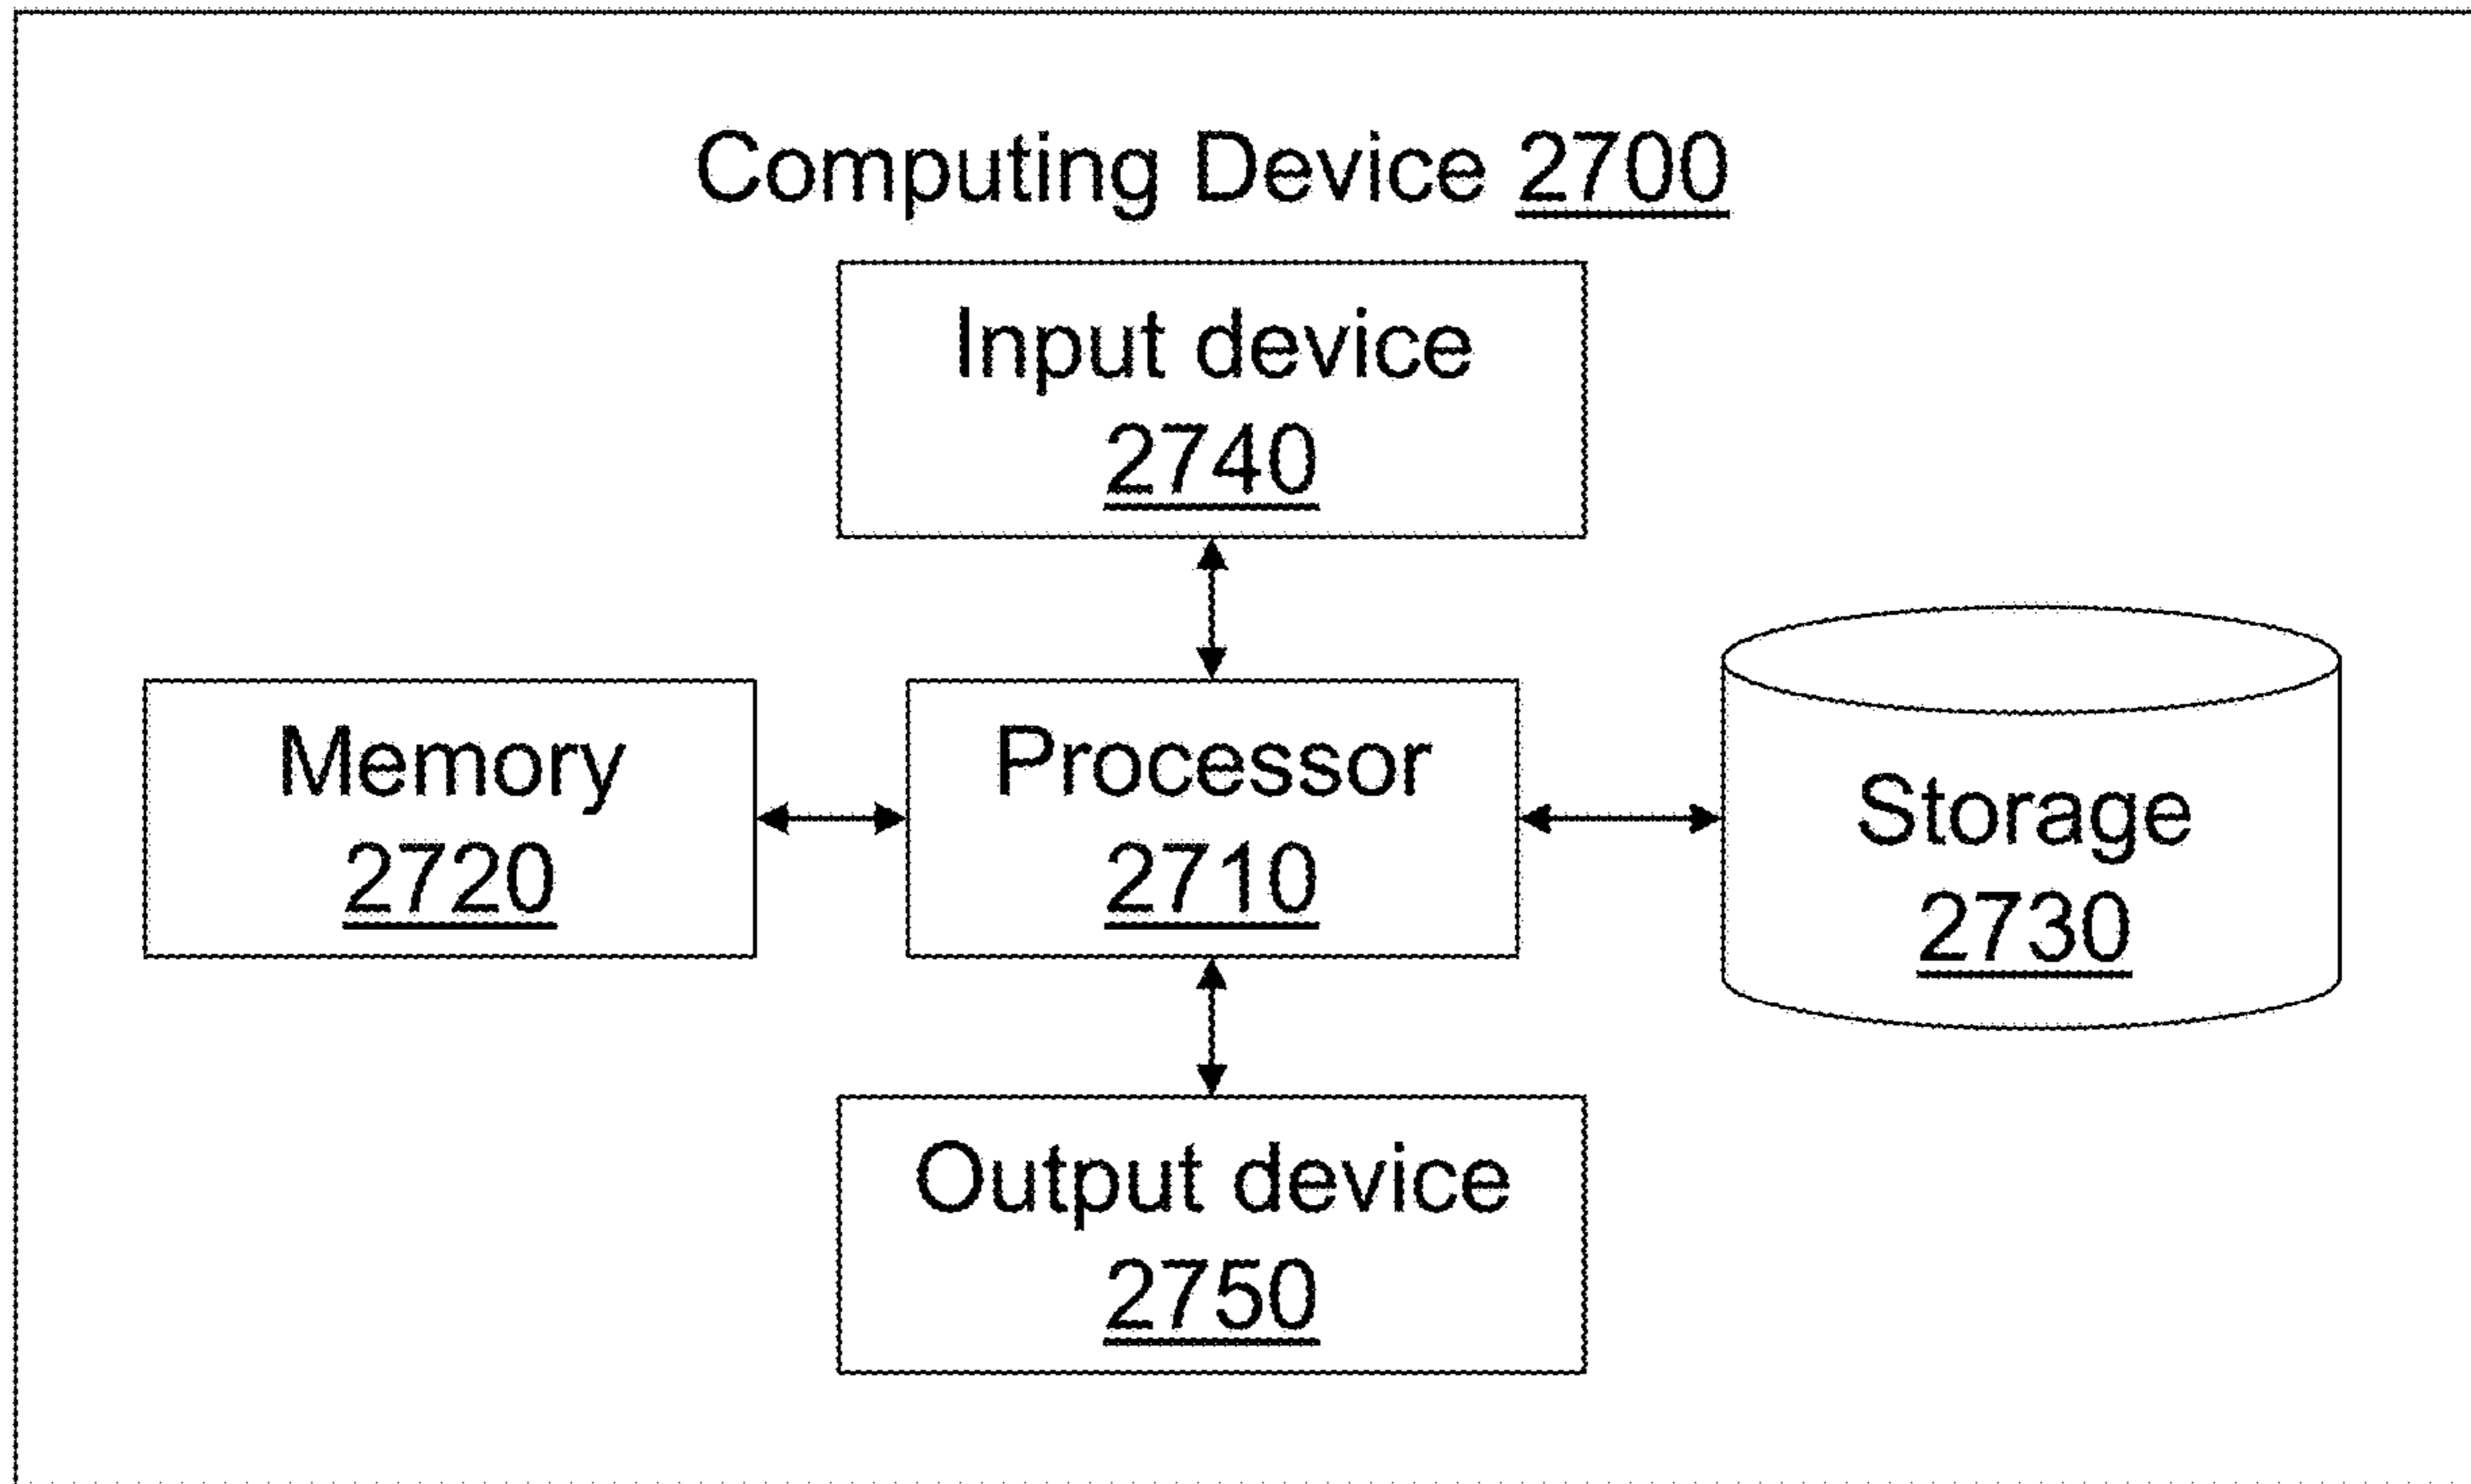 Computing Device 2700
Input device
2740
Memory
2720
Processor
2710
Storage
2730
Output device
2750